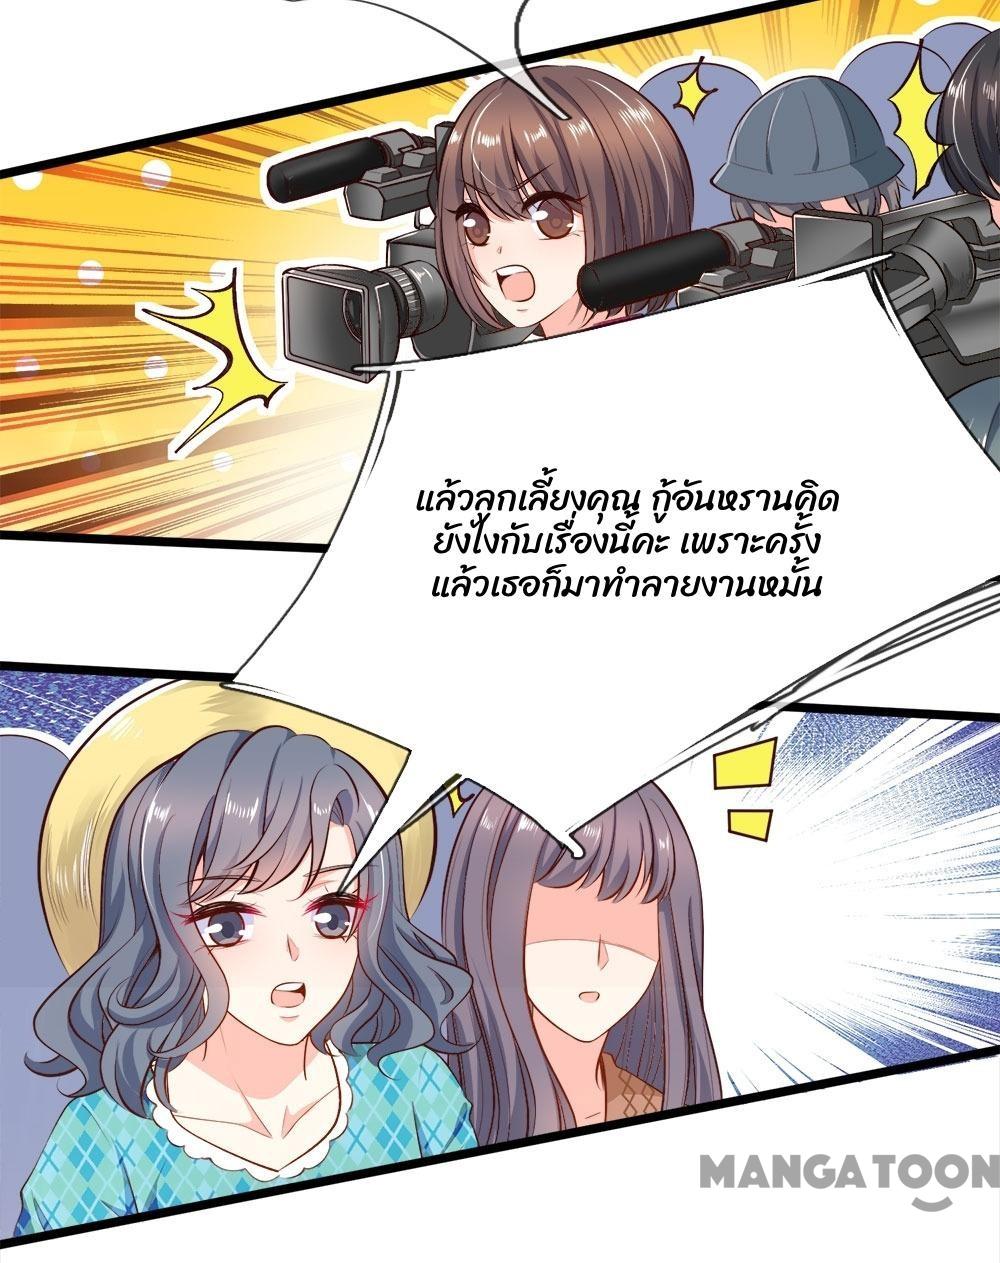 แล้วลูกเลี้ยงคุณ กู้อันหรานคิด
ยังไงกับเรื่องนี้คะ เพราะครั้ง
แล้วเธอก็มาทำลายงานหมั้น
MANGATOON